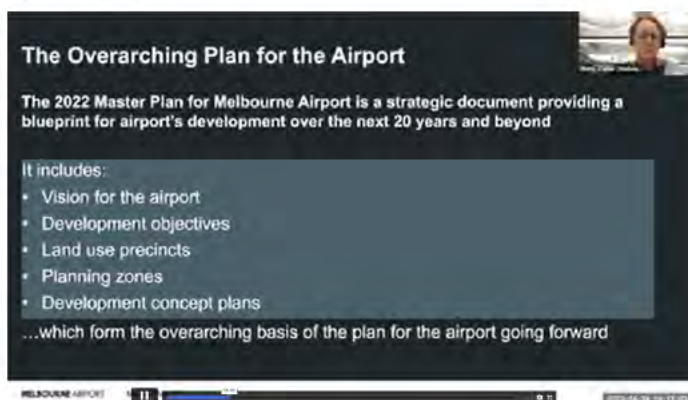 The Overarching Plan for the Airport
The 2022 Master Plan for Melbourne Airport is a strategic document providing a
blueprint for airport's development over the next 20 years and beyond
It includes:
• Vision for the airport
• Development objectives
• Land use precincts
• Planning zones
• Development concept plans
...which form the overarching basis of the plan for the airport going forward
MELBOURNE AIRPORT